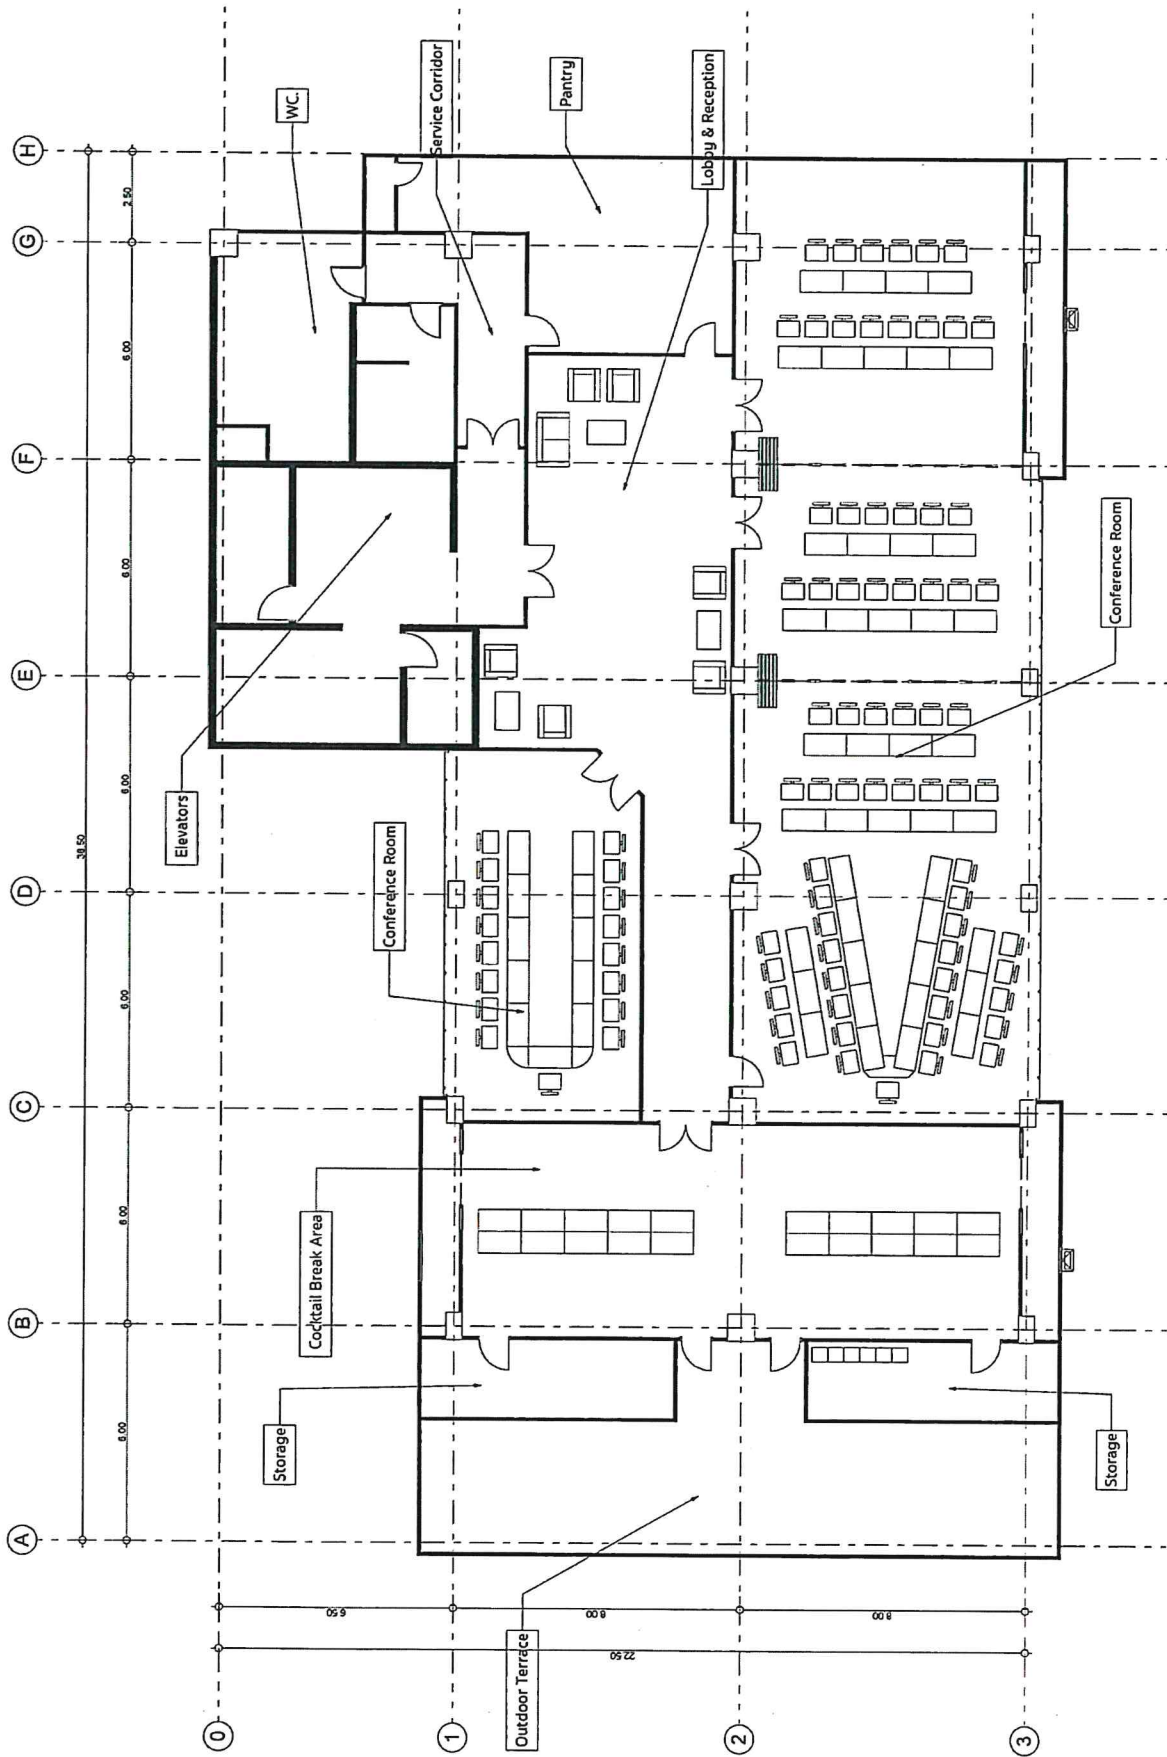 A
B
C
D
E
F
G
H
38.50
6.00
6.00
6.00
6.00
6.00
6.00
2.50
0
1
2
3
6.50
8.00
8.00
22.50
WC.
Service Corridor
Pantry
Lobby & Reception
Elevators
Conference Room
Conference Room
Cocktail Break Area
Storage
Storage
Outdoor Terrace